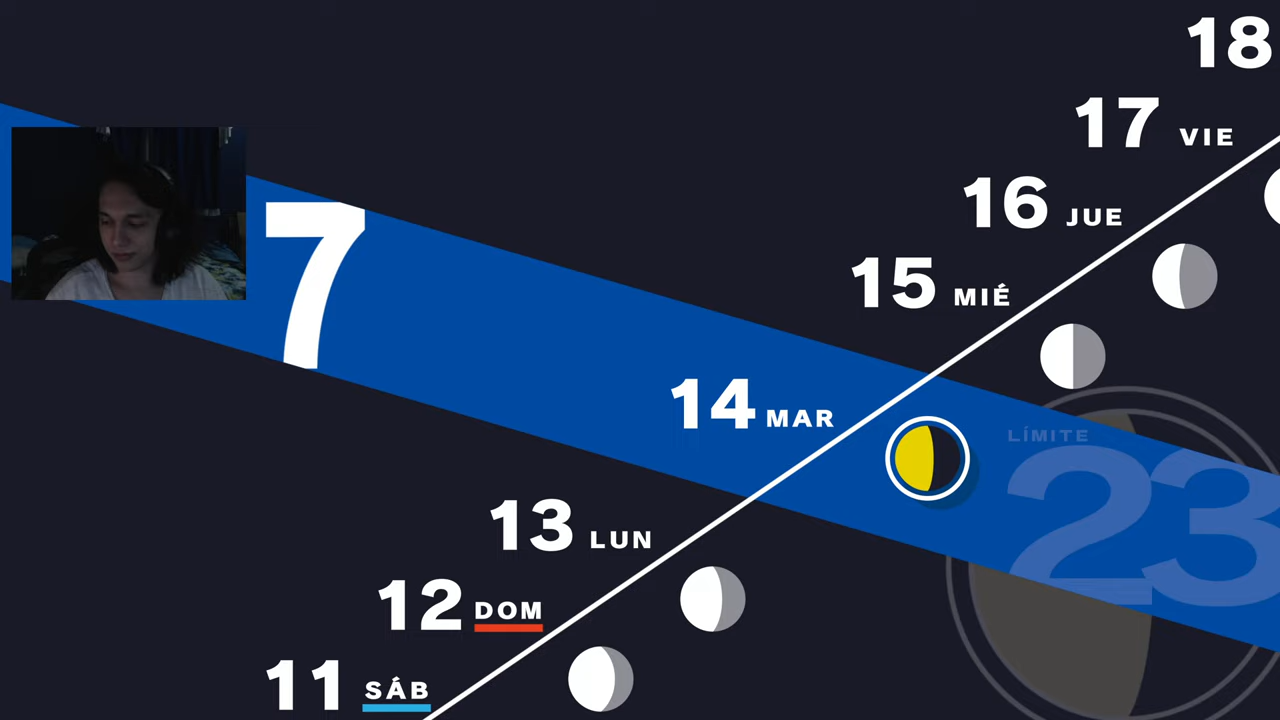 18
17 VIE
16 JUE
15 MIÉ
7
14 MAR
LÍMITE
23
13 LUN
12 DOM
11 SÁB